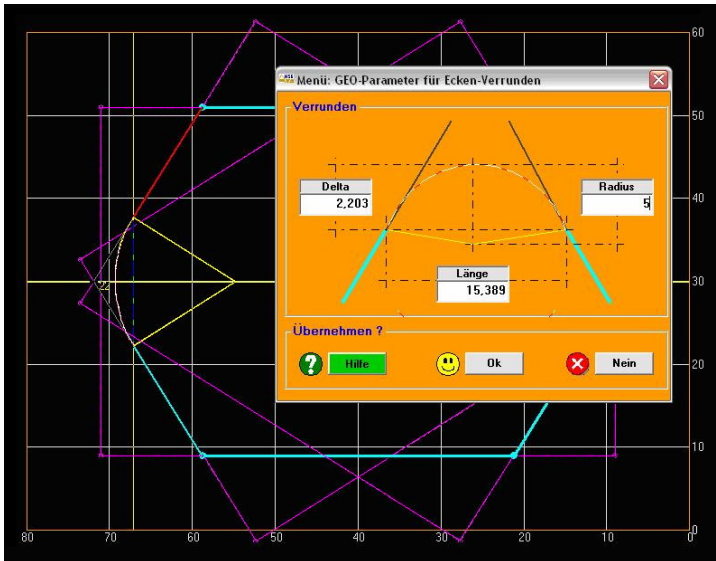 Menü: GEO-Parameter für Ecken-Verrunden
Verrunden
Delta
2,203
Radius
5
Länge
15,389
Übernehmen ?
Hilfe
Ok
Nein
60
50
40
30
20
10
0
80
70
60
50
40
30
20
10
0
22